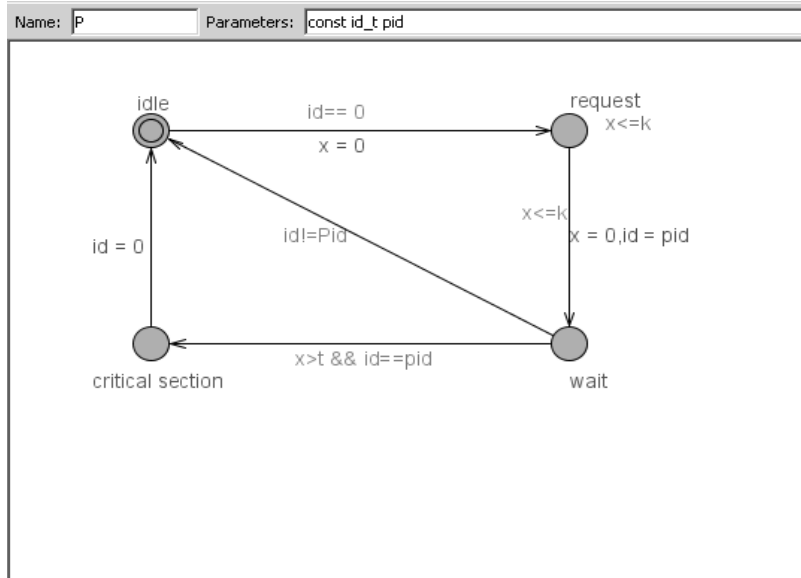 Name: P Parameters: const id_t pid
idle
request
id== 0
x<=k
x = 0
x<=k
id!=Pid
x = 0,id = pid
id = 0
x>t && id==pid
critical section
wait